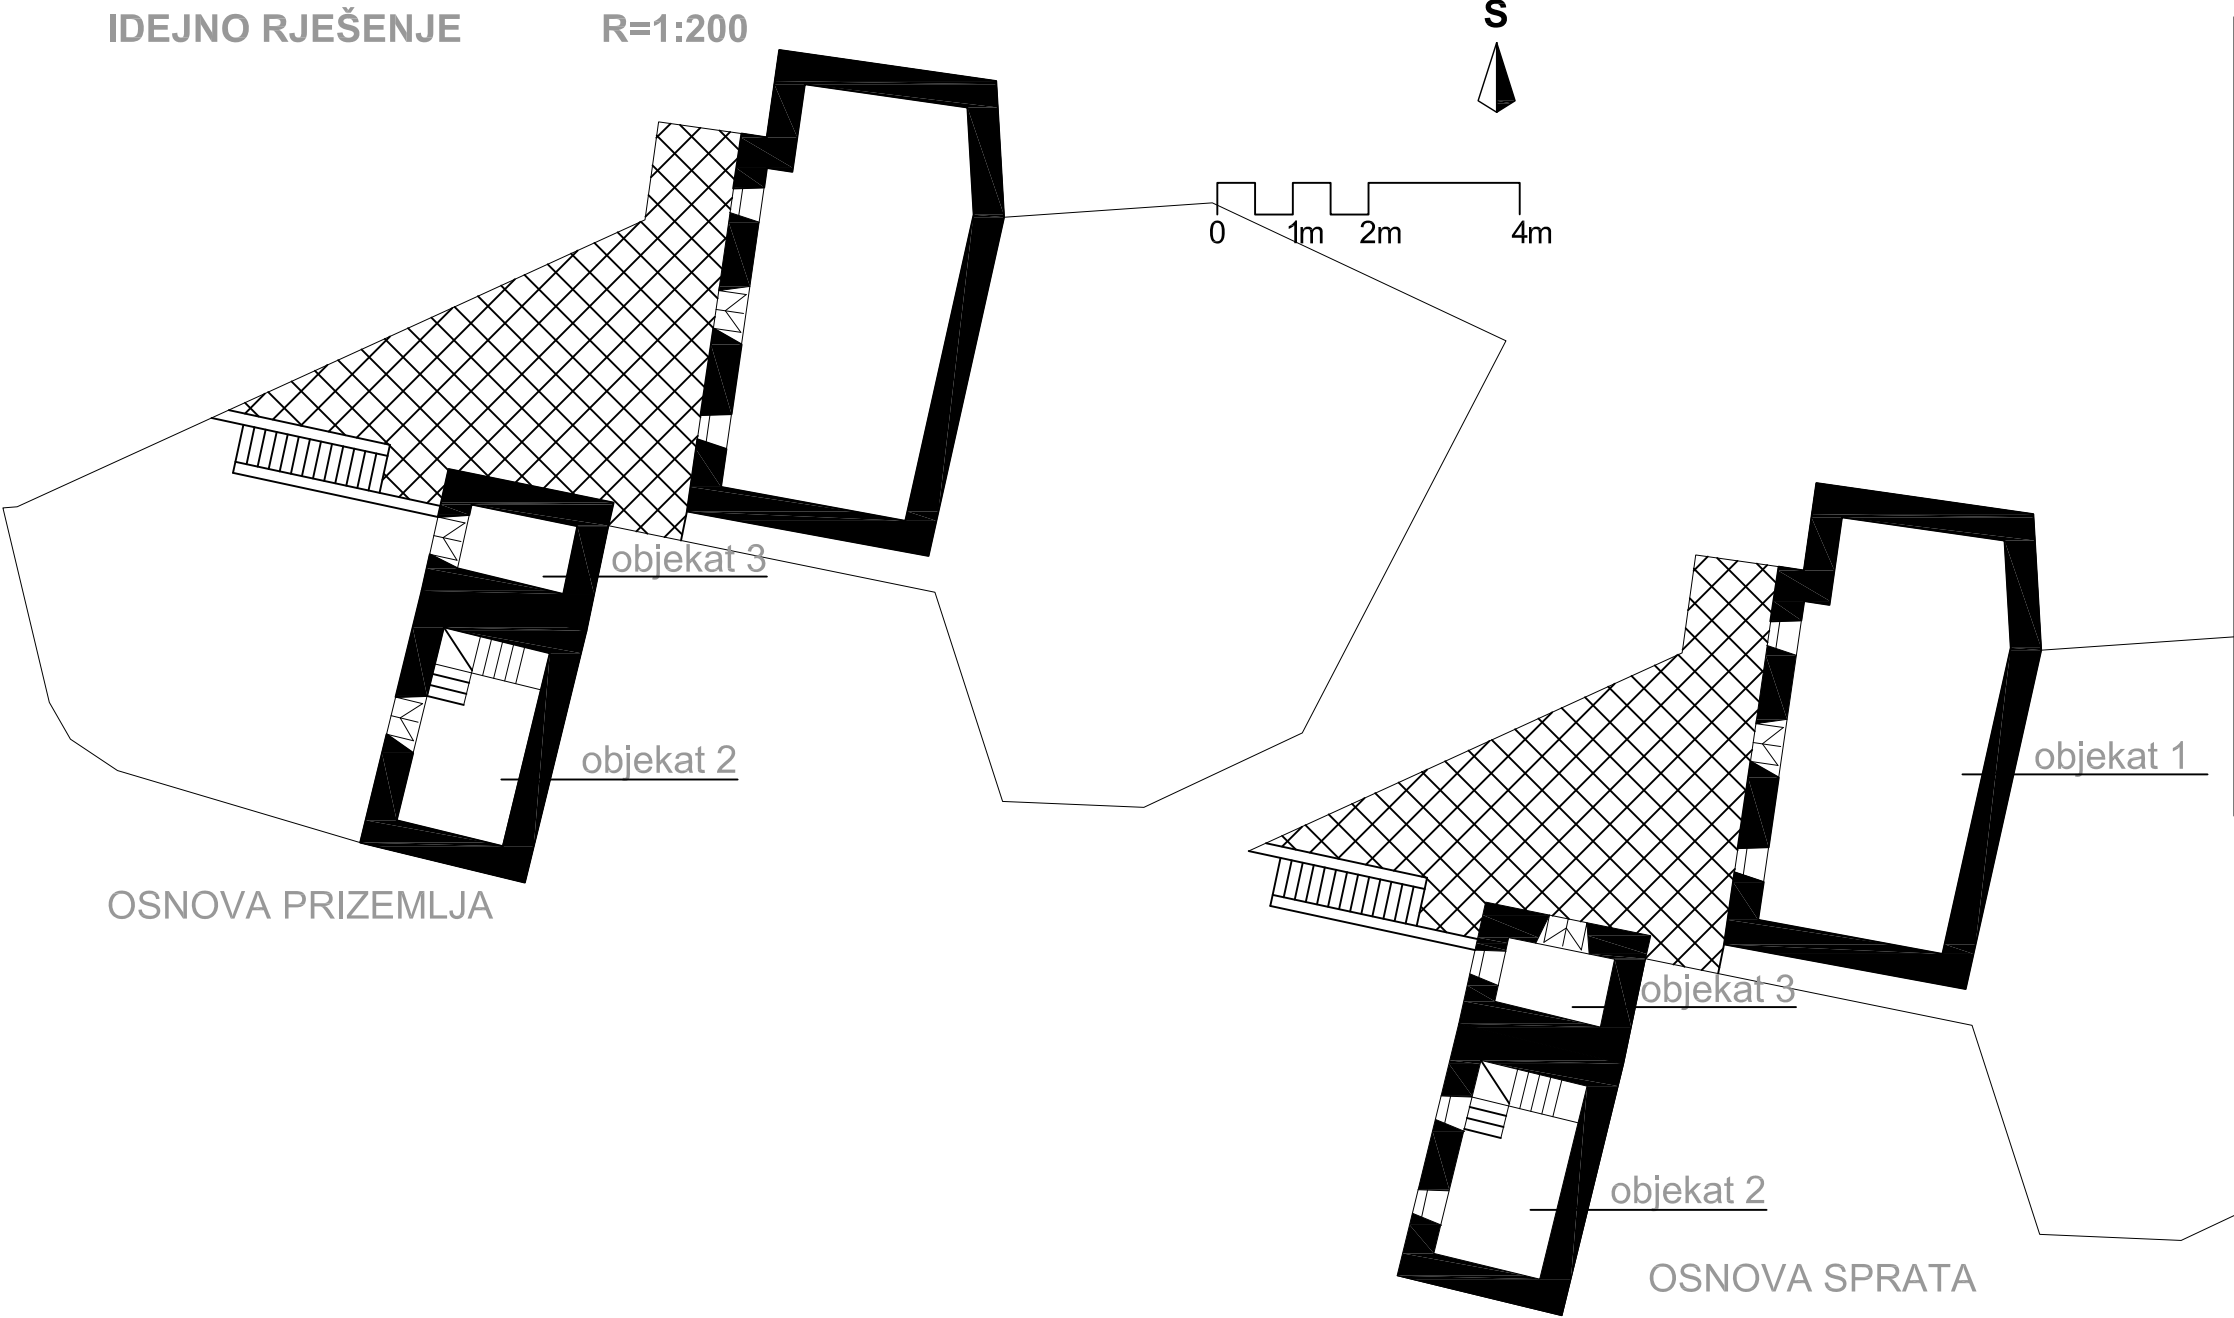 IDEJNO RJEŠENJE R=1:200
S
0 1m 2m 4m
objekat 3
objekat 2
OSNOVA PRIZEMLJA
objekat 1
objekat 3
objekat 2
OSNOVA SPRATA